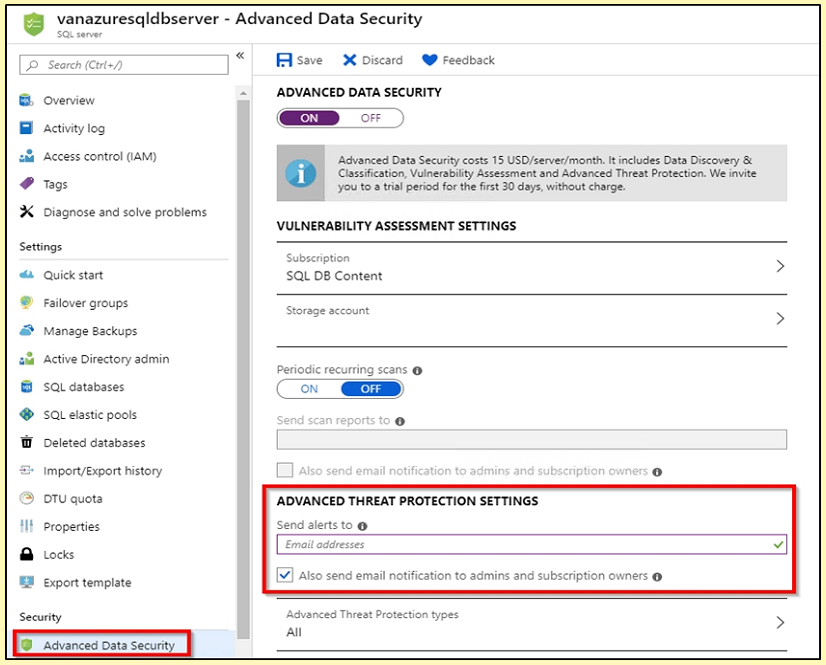 vanazuresqldbserver - Advanced Data Security
SQL server
Search (Ctrl+/)
«
Overview
Activity log
Access control (IAM)
Tags
Diagnose and solve problems
Settings
Quick start
Failover groups
Manage Backups
Active Directory admin
SQL databases
SQL elastic pools
Deleted databases
Import/Export history
DTU quota
Properties
Locks
Export template
Security
Advanced Data Security
Save Discard Feedback
ADVANCED DATA SECURITY
ON OFF
Advanced Data Security costs 15 USD/server/month. It includes Data Discovery &
Classification, Vulnerability Assessment and Advanced Threat Protection. We invite
you to a trial period for the first 30 days, without charge.
VULNERABILITY ASSESSMENT SETTINGS
Subscription
SQL DB Content
Storage account
Periodic recurring scans
ON OFF
Send scan reports to
Also send email notification to admins and subscription owners
ADVANCED THREAT PROTECTION SETTINGS
Send alerts to
Email addresses
Also send email notification to admins and subscription owners
Advanced Threat Protection types
All